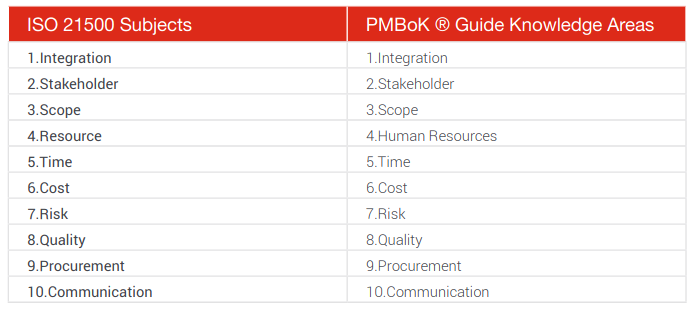 ISO 21500 Subjects PMBoK ® Guide Knowledge Areas
1.Integration 1.Integration
2.Stakeholder 2.Stakeholder
3.Scope 3.Scope
4.Resource 4.Human Resources
5.Time 5.Time
6.Cost 6.Cost
7.Risk 7.Risk
8.Quality 8.Quality
9.Procurement 9.Procurement
10.Communication 10.Communication